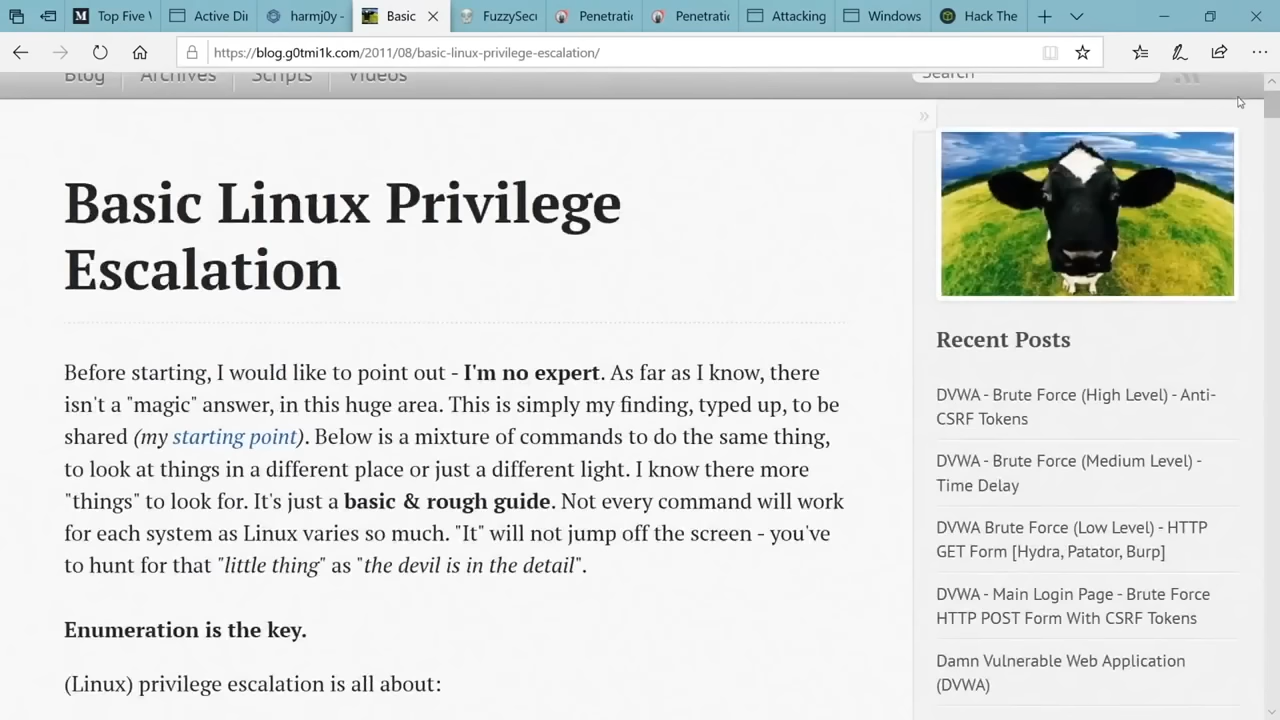 Top Five W
Active Dir
harmj0y -
Basic
FuzzySec
Penetratic
Penetratic
Attacking
Windows
Hack The
https://blog.g0tmi1k.com/2011/08/basic-linux-privilege-escalation/
Blog Archives Scripts Videos
Search
Basic Linux Privilege
Escalation
Before starting, I would like to point out - I'm no expert. As far as I know, there
isn't a "magic" answer, in this huge area. This is simply my finding, typed up, to be
shared (my starting point). Below is a mixture of commands to do the same thing,
to look at things in a different place or just a different light. I know there more
"things" to look for. It's just a basic & rough guide. Not every command will work
for each system as Linux varies so much. "It" will not jump off the screen - you've
to hunt for that "little thing" as "the devil is in the detail".
Enumeration is the key.
(Linux) privilege escalation is all about:
»
Recent Posts
DVWA - Brute Force (High Level) - Anti-
CSRF Tokens
DVWA - Brute Force (Medium Level) -
Time Delay
DVWA Brute Force (Low Level) - HTTP
GET Form [Hydra, Patator, Burp]
DVWA - Main Login Page - Brute Force
HTTP POST Form With CSRF Tokens
Damn Vulnerable Web Application
(DVWA)